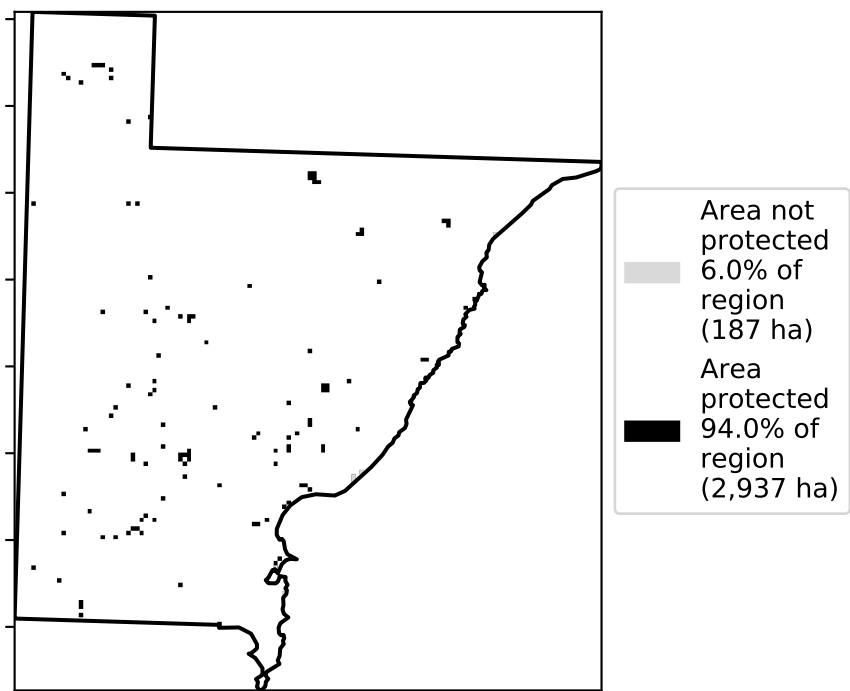 Area not
protected
6.0% of
region
(187 ha)
Area
protected
94.0% of
region
(2,937 ha)